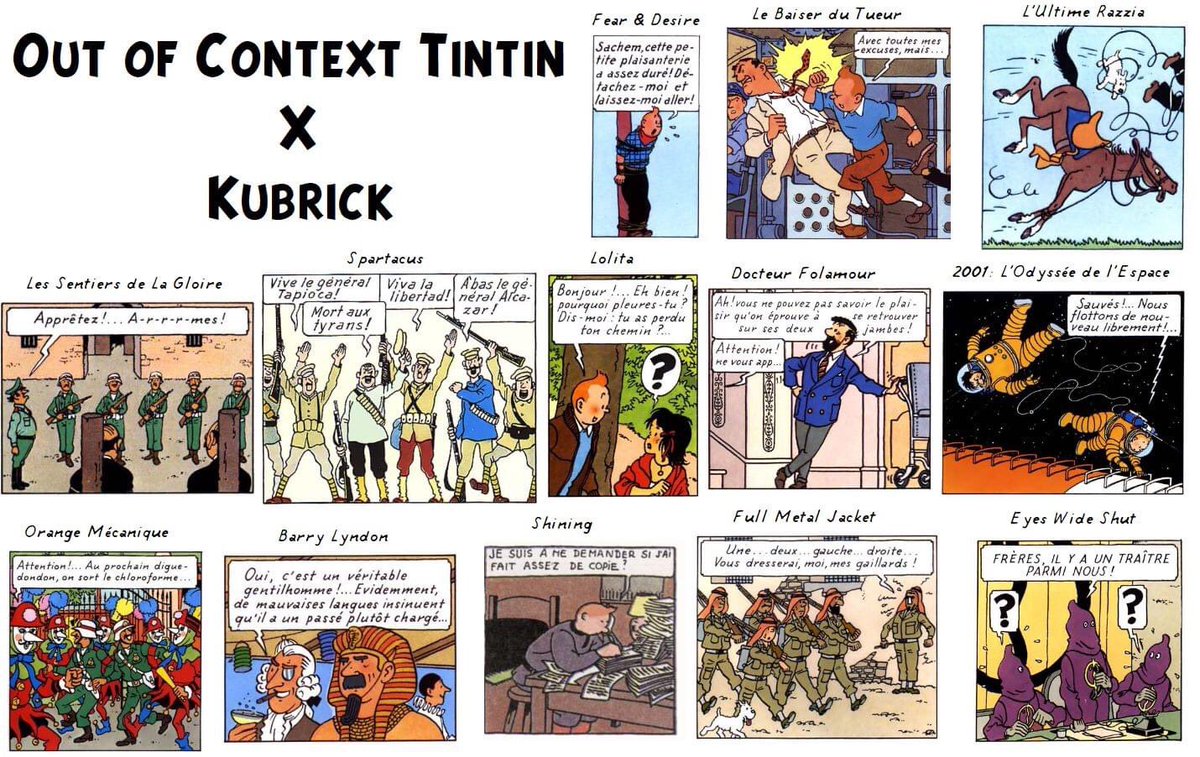 OUT OF CONTEXT TINTIN
X
KUBRICK
Fear & Desire
Sachem, cette pe-
tite plaisanterie
a assez duré! Dé-
tachez-moi et
laissez-moi aller!
Le Baiser du Tueur
Avec toutes mes
excuses, mais...
L'Ultime Razzia
Les Sentiers de La Gloire
Apprêtez!.... A-r-r-r-mes!
Spartacus
Vive le général
Tapioca!
Mort aux
tyrans!
Viva la
libertad!
A bas le gé-
néral Alca-
zar!
Lolita
Bonjour!... Eh bien!
pourquoi pleures-tu?
Dis-moi: tu as perdu
ton chemin?..
?
Docteur Folamour
Ah! vous ne pouvez pas savoir le plai-
sir qu'on éprouve à se retrouver
sur ses deux jambes!
Attention!
ne vous app...
2001: L'Odyssée de l'Espace
Sauvés!... Nous
flottons de nou-
veau librement!...
Orange Mécanique
Attention!... Au prochain digue-
dondon, on sort le chloroforme...
Barry Lyndon
Oui, c'est un véritable
gentilhomme!... Evidemment,
de mauvaises langues insinuent
qu'il a un passé plutôt chargé...
Shining
JE SUIS À ME DEMANDER SI J'AI
FAIT ASSEZ DE COPIE?
Full Metal Jacket
Une... deux... gauche... droite...
Vous dresserai, moi, mes gaillards!
Eyes Wide Shut
FRÈRES, IL Y A UN TRAÎTRE
PARMI NOUS!
?
?